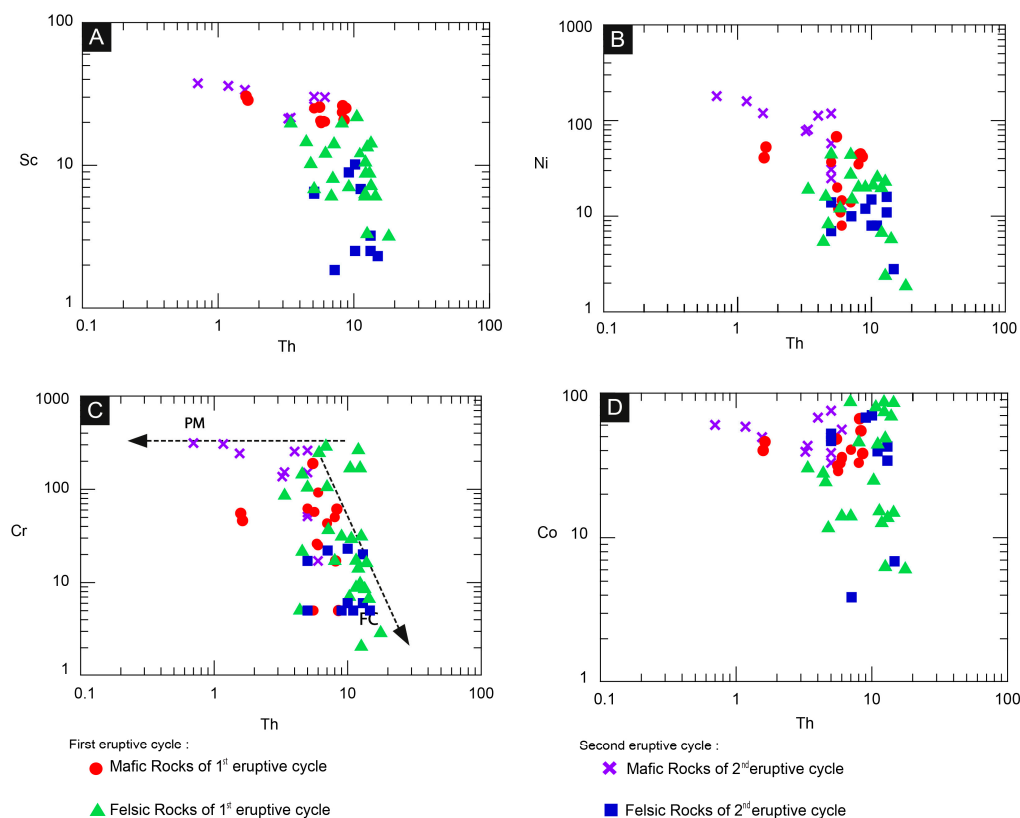 A
100
10
1
Sc
0.1 1 10 100
Th
B
1000
100
10
1
Ni
0.1 1 10 100
Th
C
1000
100
10
1
Cr
PM
FC
0.1 1 10 100
Th
D
100
10
1
Co
0.1 1 10 100
Th
First eruptive cycle :
Mafic Rocks of 1st eruptive cycle
Felsic Rocks of 1st eruptive cycle
Second eruptive cycle :
Mafic Rocks of 2nd eruptive cycle
Felsic Rocks of 2nd eruptive cycle